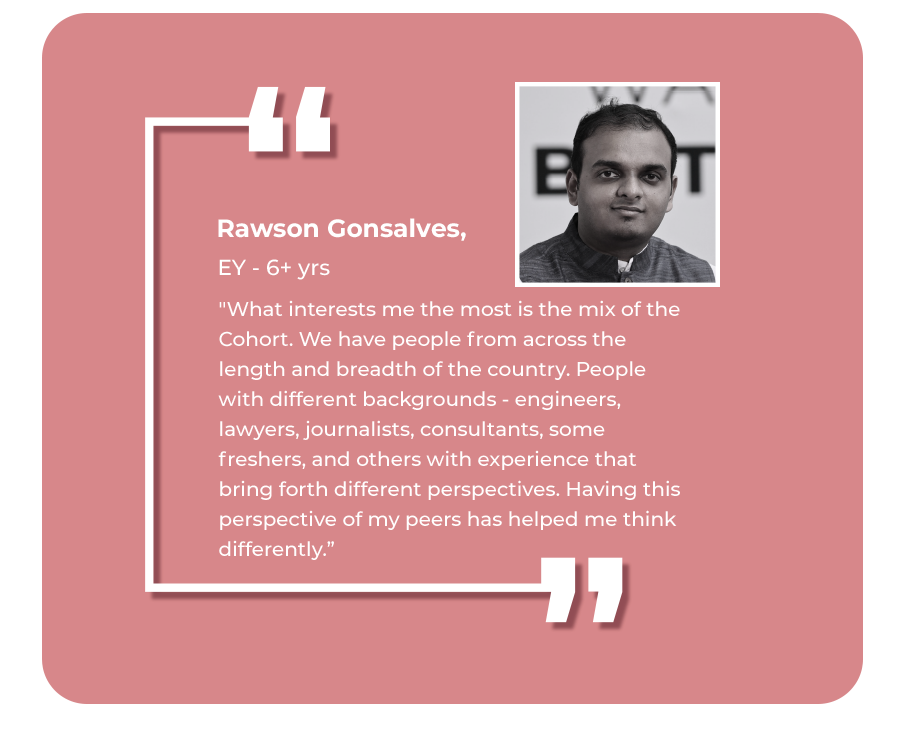 Rawson Gonsalves,
EY - 6+ yrs
"What interests me the most is the mix of the
Cohort. We have people from across the
length and breadth of the country. People
with different backgrounds - engineers,
lawyers, journalists, consultants, some
freshers, and others with experience that
bring forth different perspectives. Having this
perspective of my peers has helped me think
differently.”